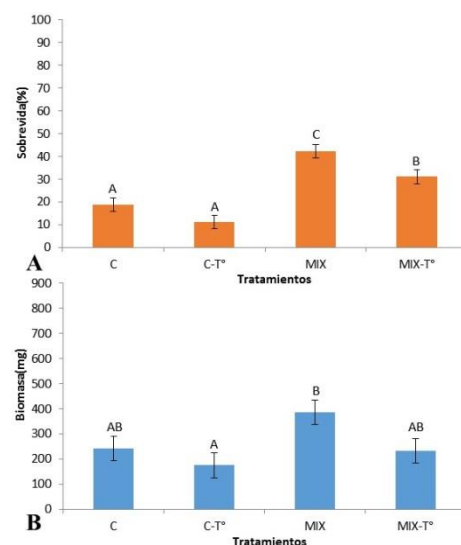 100
90
80
70
60
50
40
30
20
10
0
Sobrevida(%)
A
A
C
B
C
C-T°
MIX
MIX-T°
Tratamientos
A
900
800
700
600
500
400
300
200
100
0
Biomasa(mg)
AB
A
B
AB
C
C-T°
MIX
MIX-T°
Tratamientos
B